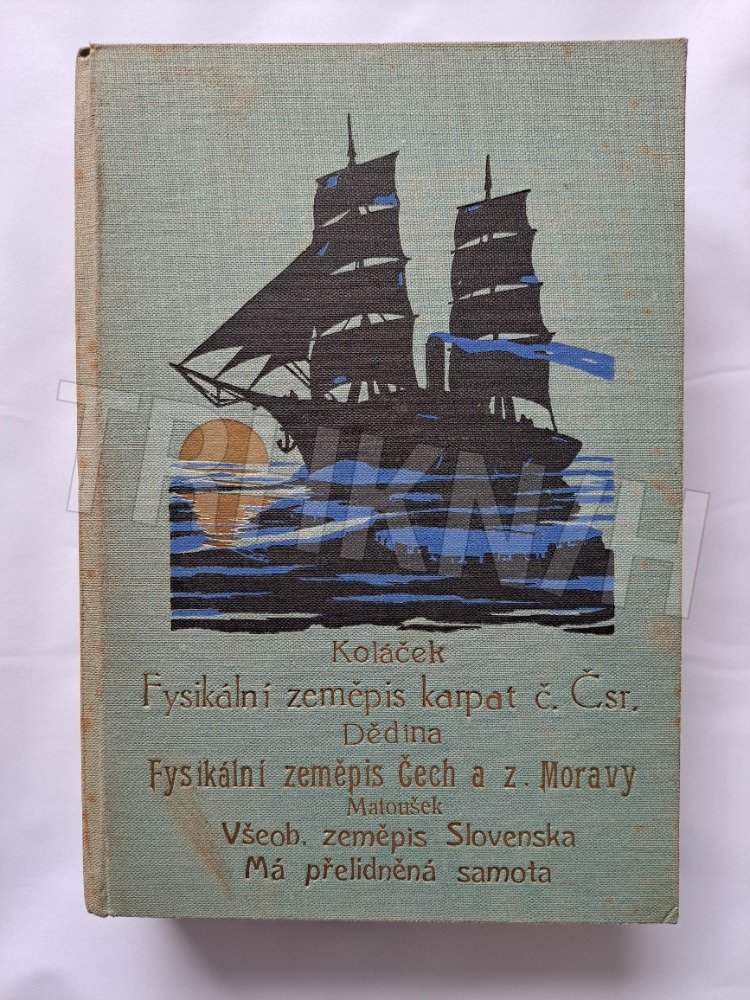 Koláček
Fysikální zeměpis karpat č. Čsr.
Dědina
Fysikální zeměpis Čech a z. Moravy
Matoušek
Všeob. zeměpis Slovenska
Má přelidněná samota